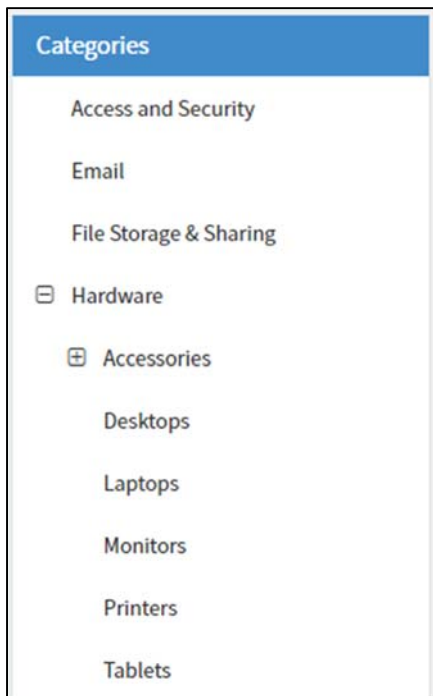 Categories
Access and Security
Email
File Storage & Sharing
Hardware
Accessories
Desktops
Laptops
Monitors
Printers
Tablets